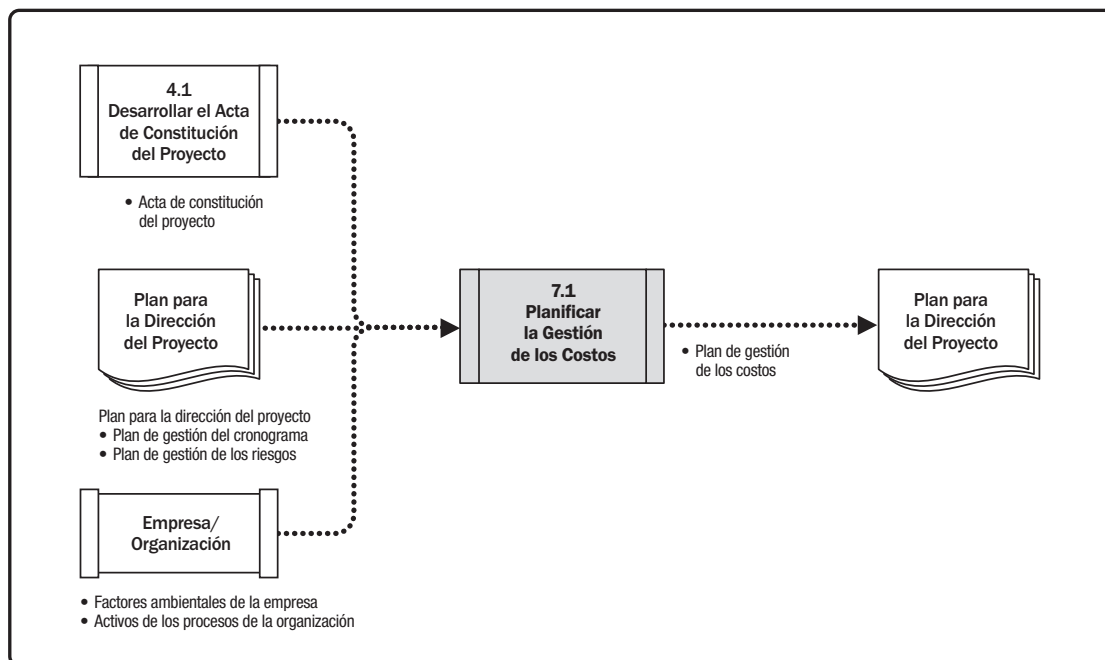 4.1
Desarrollar el Acta
de Constitución
del Proyecto
• Acta de constitución
del proyecto
Plan para
la Dirección
del Proyecto
Plan para la dirección del proyecto
• Plan de gestión del cronograma
• Plan de gestión de los riesgos
Empresa/
Organización
• Factores ambientales de la empresa
• Activos de los procesos de la organización
7.1
Planificar
la Gestión
de los Costos
• Plan de gestión
de los costos
Plan para
la Dirección
del Proyecto